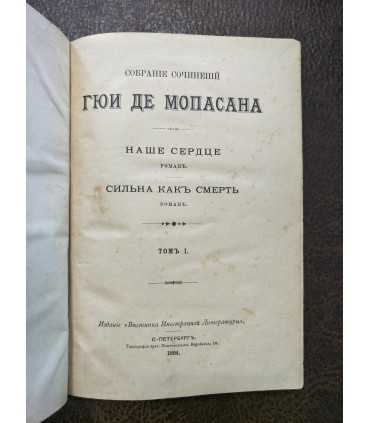 СОБРАНІЕ СОЧИНЕНІЙ
ГЮИ ДЕ МОПАСАНА
НАШЕ СЕРДЦЕ
РОМАНЪ.
СИЛЬНА КАКЪ СМЕРТЬ
РОМАНЪ.
ТОМЪ I.
Изданіе «Вѣстника Иностранной Литературы»,
С.-ПЕТЕРБУРГЪ.